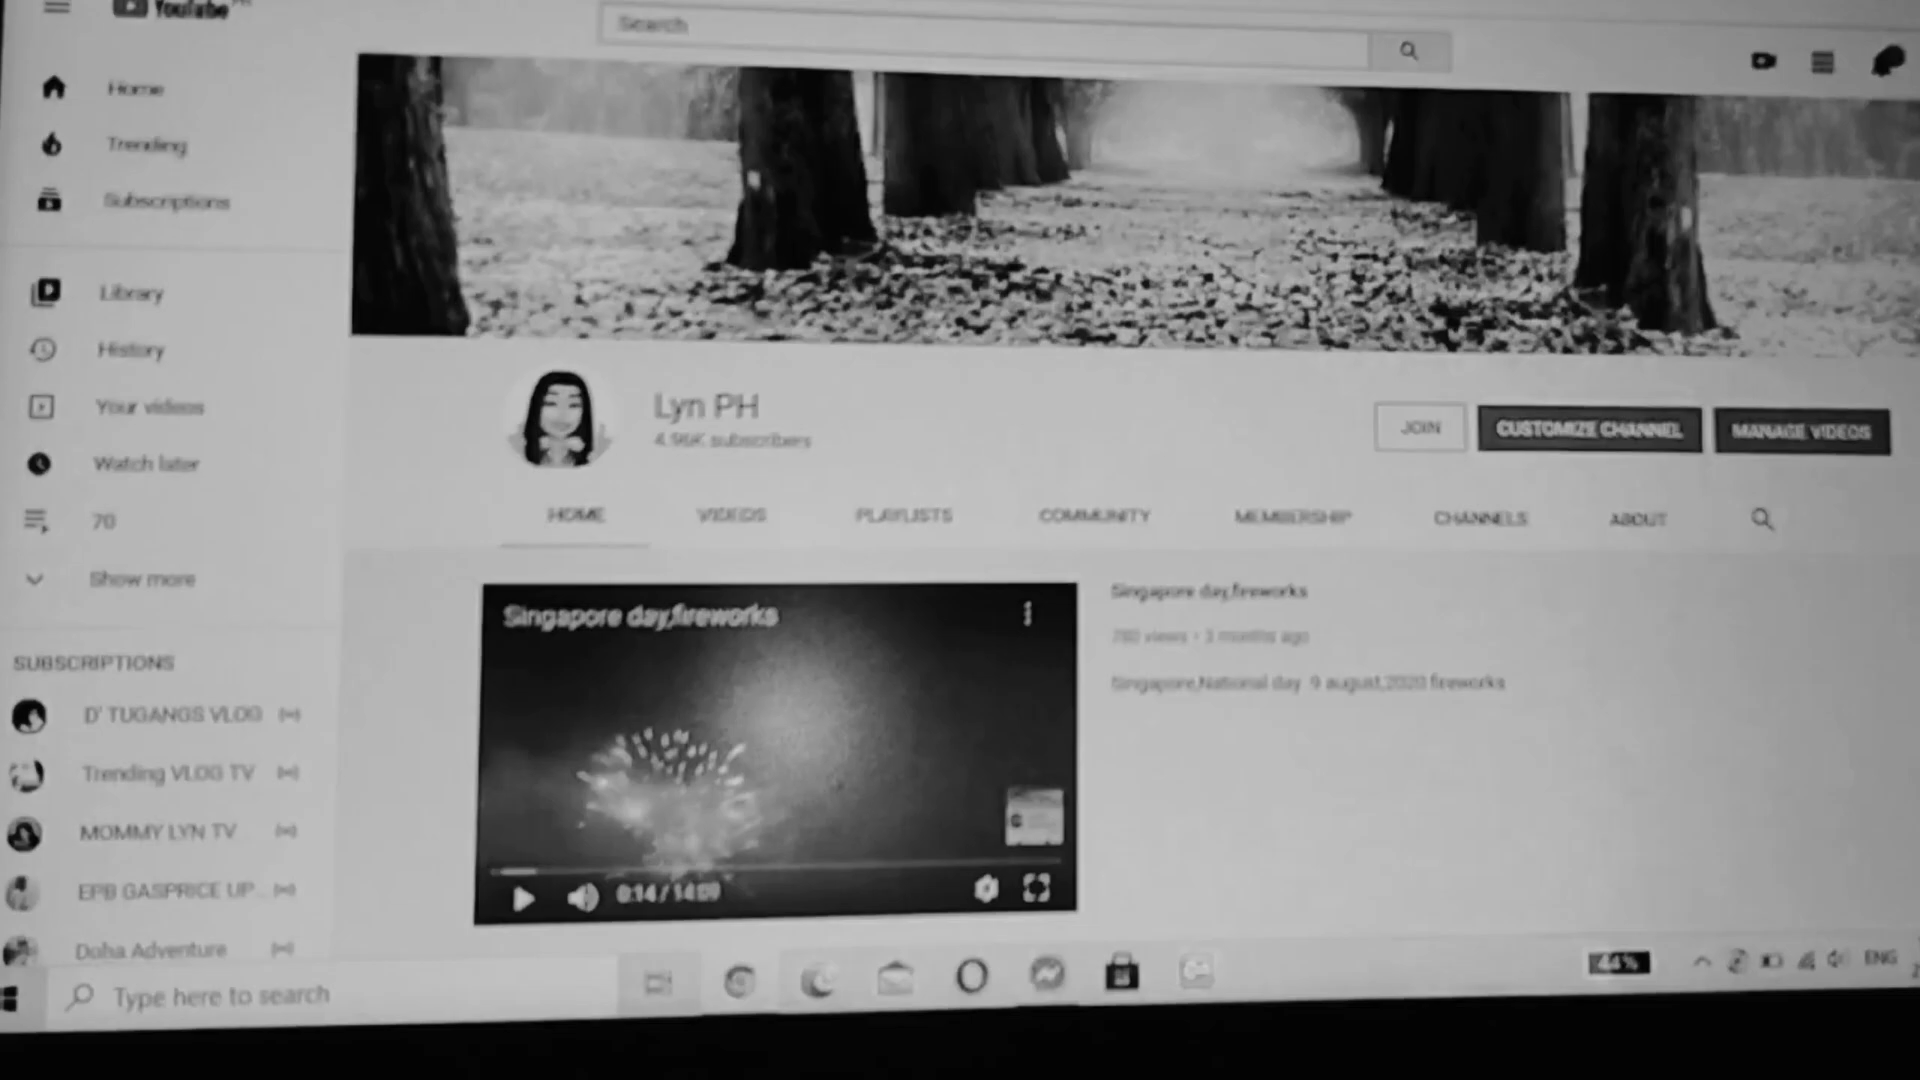 YouTube PH
Search
Home
Trending
Subscriptions
Library
History
Your videos
Watch later
70
Show more
SUBSCRIPTIONS
D' TUGANGS VLOG
Trending VLOG TV
MOMMY LYN TV
EPB GASPRICE UP...
Doha Adventure
Lyn PH
4.96K subscribers
JOIN
CUSTOMIZE CHANNEL
MANAGE VIDEOS
HOME VIDEOS PLAYLISTS COMMUNITY MEMBERSHIP CHANNELS ABOUT
Singapore day,fireworks
0:14 / 14:09
Singapore day,fireworks
780 views • 3 months ago
Singapore,National day 9 august,2020 fireworks
Type here to search
44%
ENG